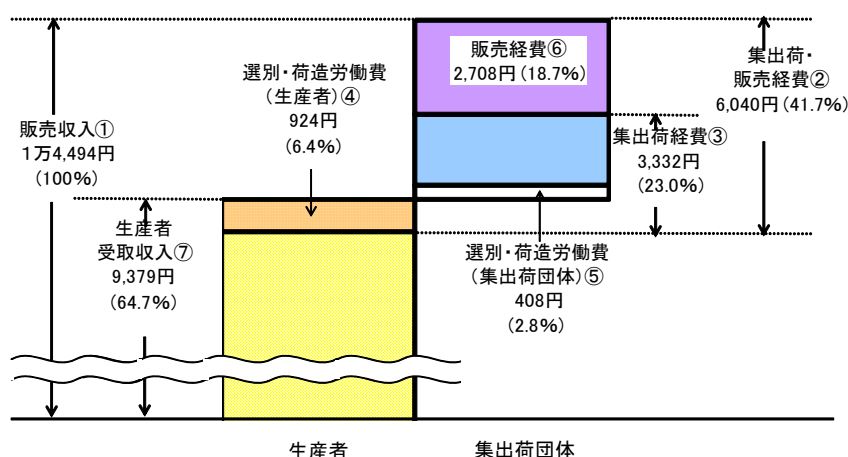 販売収入①
1万4,494円
(100%)
生産者
受取収入⑦
9,379円
(64.7%)
選別・荷造労働費
(生産者)④
924円
(6.4%)
販売経費⑥
2,708円(18.7%)
集出荷経費③
3,332円
(23.0%)
集出荷・
販売経費②
6,040円(41.7%)
選別・荷造労働費
(集出荷団体)⑤
408円
(2.8%)
生産者
集出荷団体